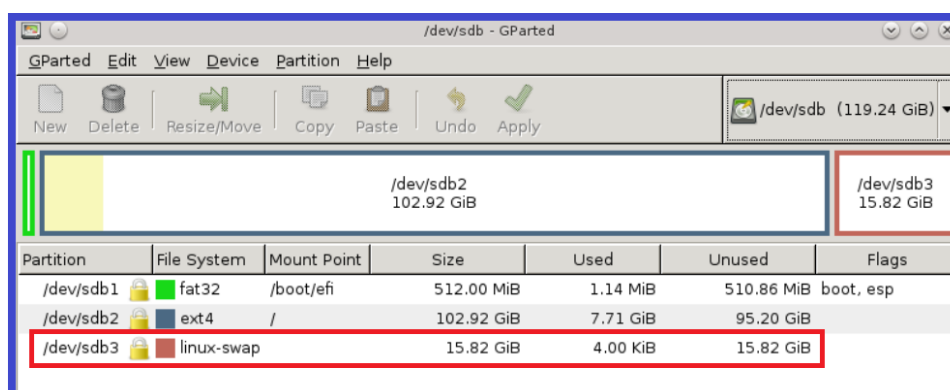 /dev/sdb - GParted
GParted Edit View Device Partition Help
New Delete Resize/Move Copy Paste Undo Apply /dev/sdb (119.24 GiB)
/dev/sdb2 /dev/sdb3
102.92 GiB 15.82 GiB
Partition File System Mount Point Size Used Unused Flags
/dev/sdb1 fat32 /boot/efi 512.00 MiB 1.14 MiB 510.86 MiB boot, esp
/dev/sdb2 ext4 / 102.92 GiB 7.71 GiB 95.20 GiB
/dev/sdb3 linux-swap 15.82 GiB 4.00 KiB 15.82 GiB